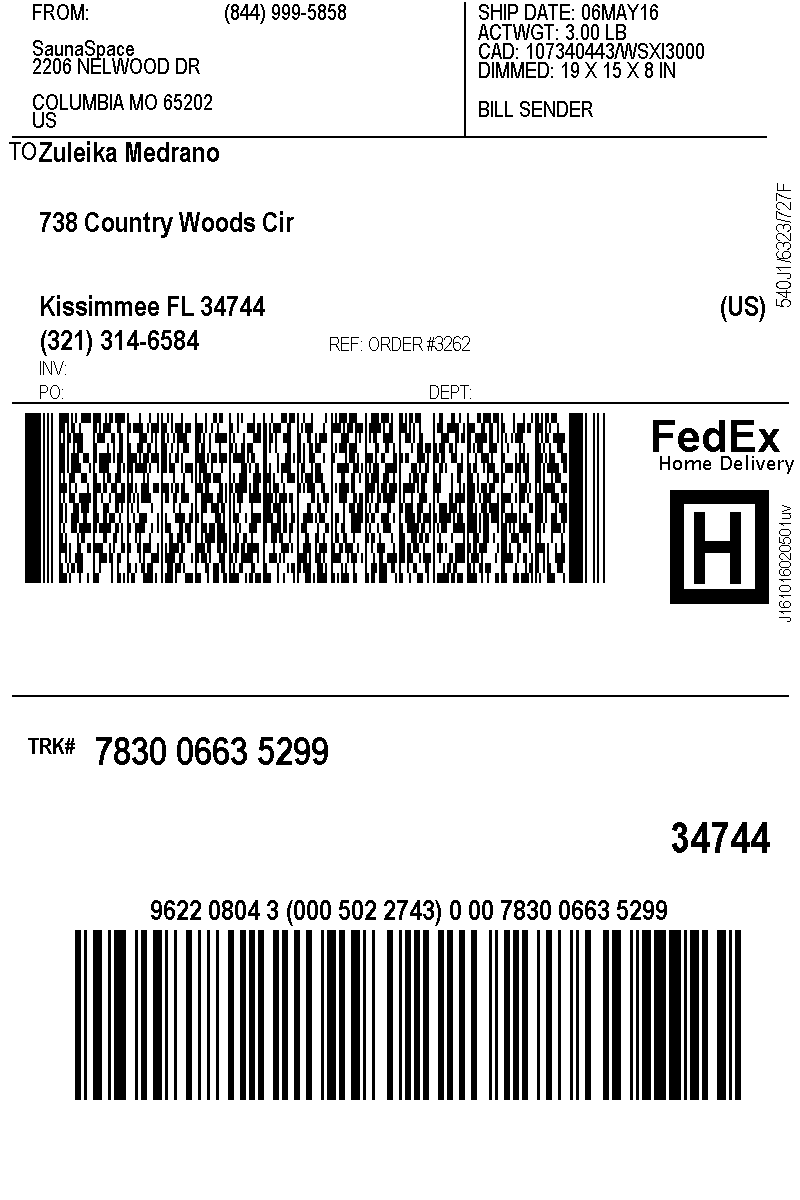 FROM: (844) 999-5858
SaunaSpace
2206 NELWOOD DR
COLUMBIA MO 65202
US
SHIP DATE: 06MAY16
ACTWGT: 3.00 LB
CAD: 107340443/WSXI3000
DIMMED: 19 X 15 X 8 IN
BILL SENDER
TO Zuleika Medrano
738 Country Woods Cir
Kissimmee FL 34744 (US)
(321) 314-6584 REF: ORDER #3262
INV:
PO: DEPT:
540J1/6323/727F
FedEx
Home Delivery
H
J161016020501uv
TRK# 7830 0663 5299
34744
9622 0804 3 (000 502 2743) 0 00 7830 0663 5299